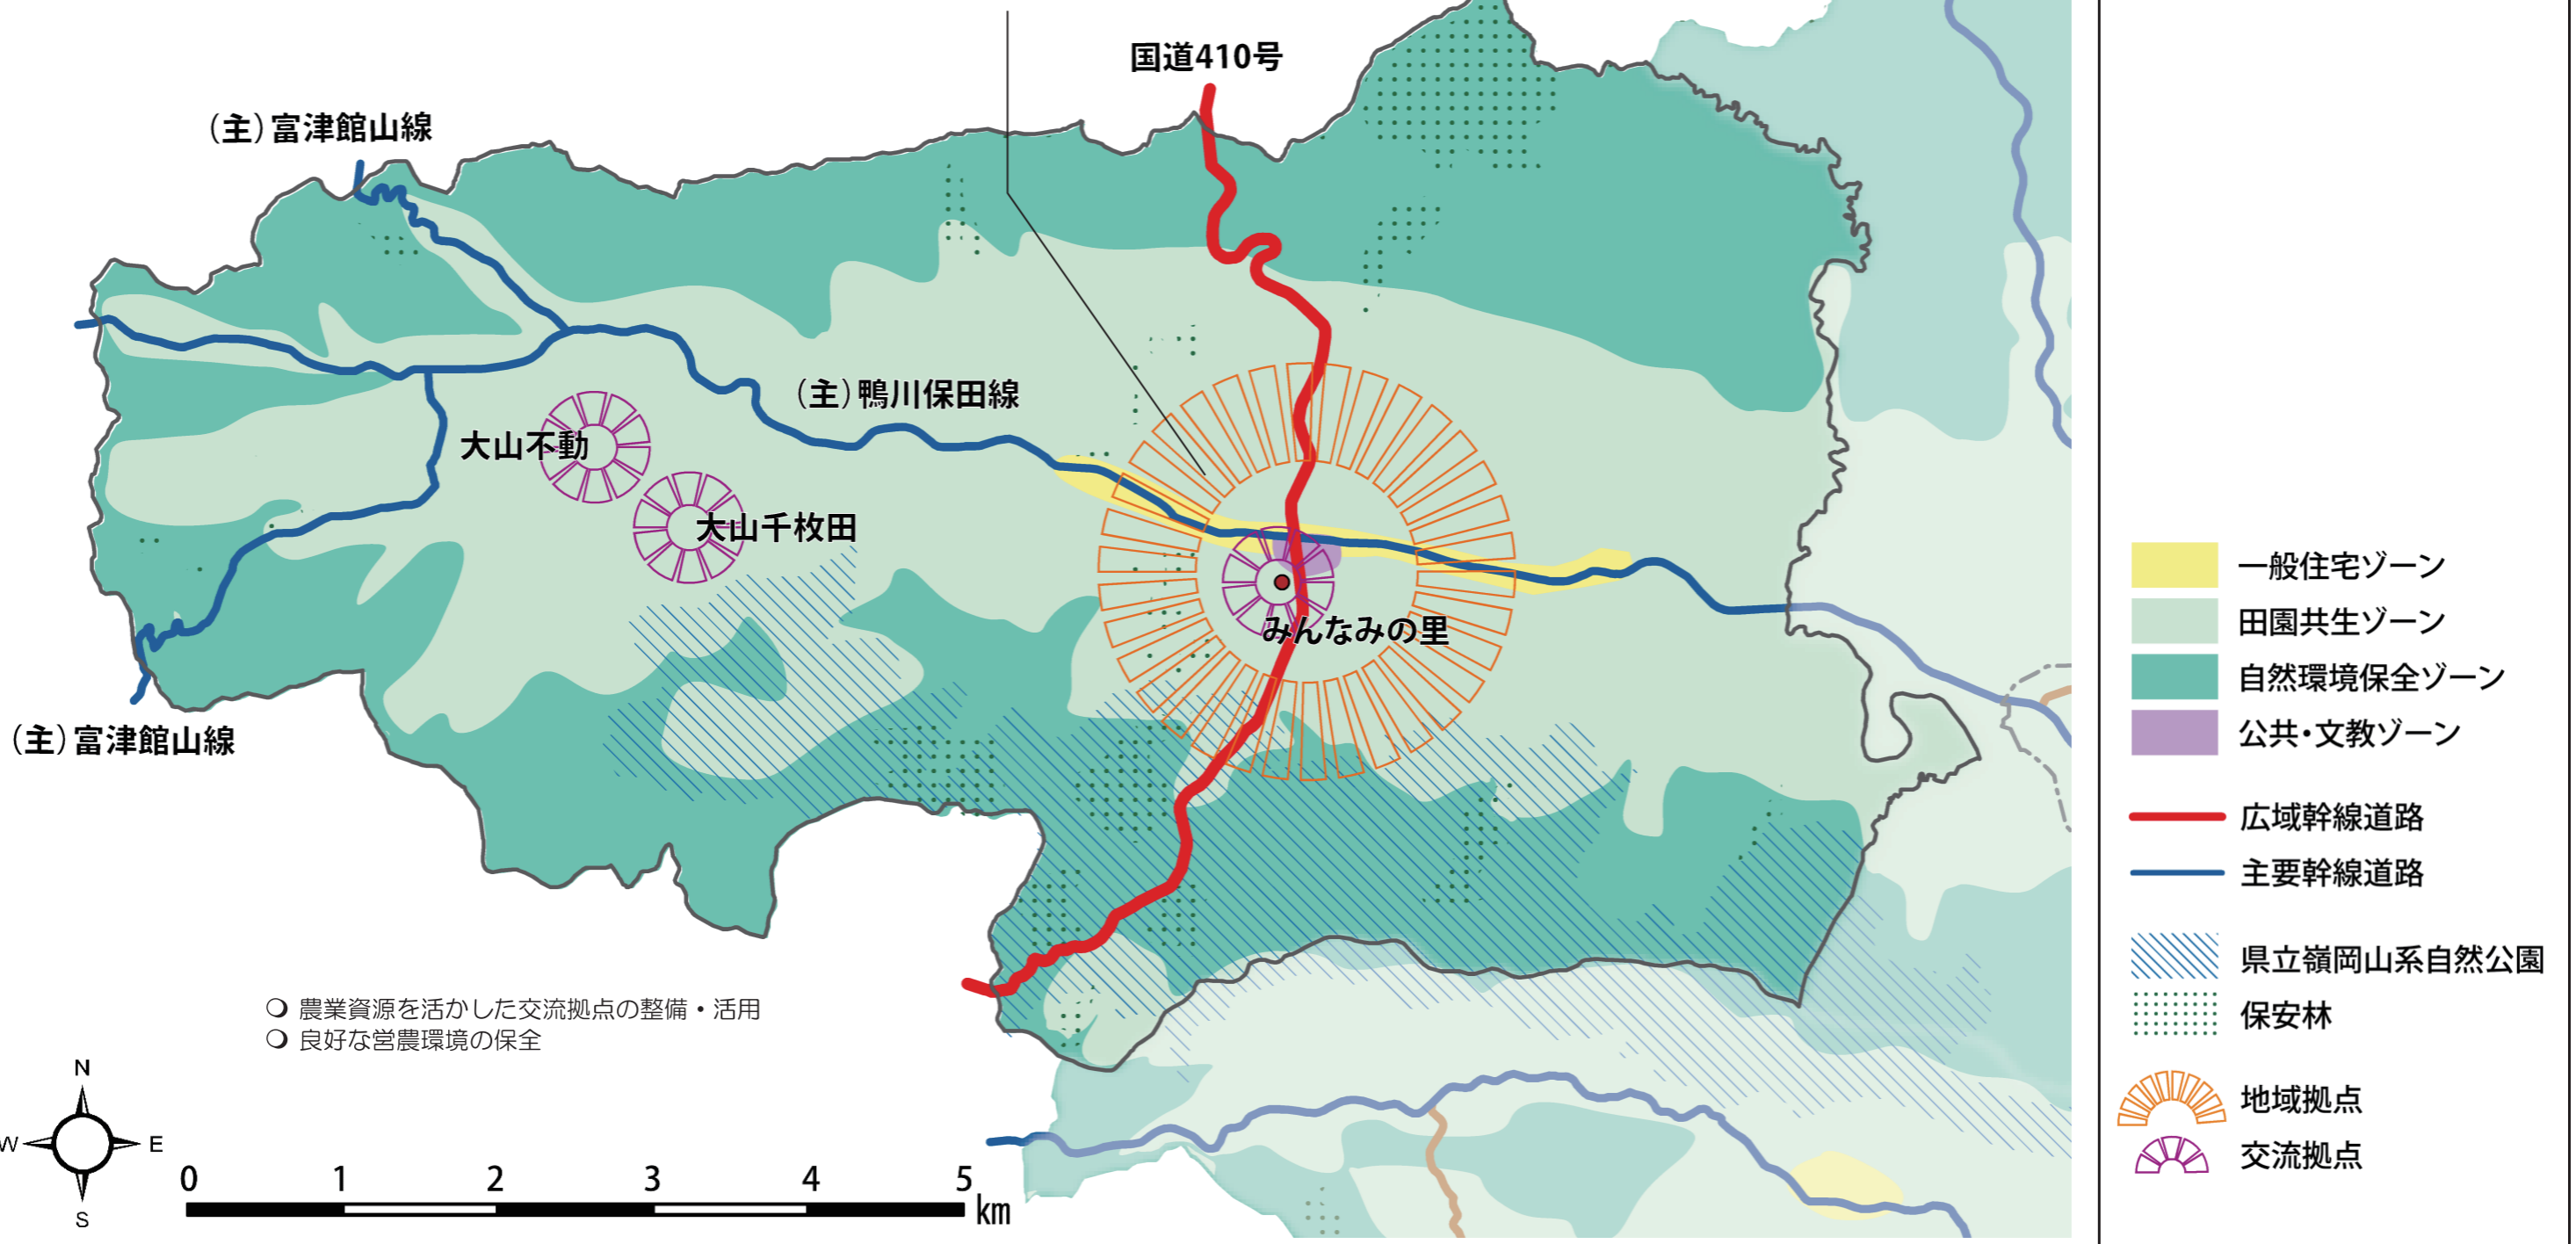 国道410号
（主）富津館山線
（主）鴨川保田線
大山不動
大山千枚田
みんなみの里
（主）富津館山線
❍ 農業資源を活かした交流拠点の整備・活用
❍ 良好な営農環境の保全
N
W E
S
0 1 2 3 4 5
km
一般住宅ゾーン
田園共生ゾーン
自然環境保全ゾーン
公共・文教ゾーン
広域幹線道路
主要幹線道路
県立嶺岡山系自然公園
保安林
地域拠点
交流拠点